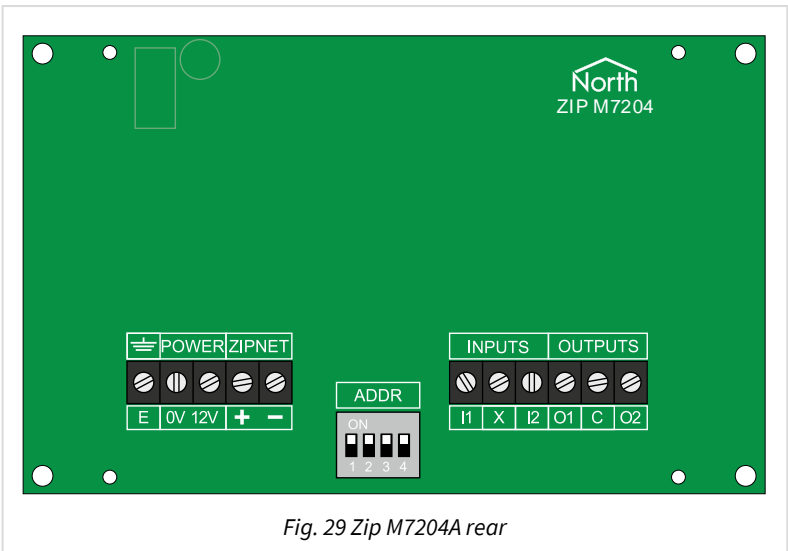 North
ZIP M7204
POWER ZIPNET
INPUTS OUTPUTS
E 0V 12V + −
ADDR
ON
1 2 3 4
I1 X I2 O1 C O2
Fig. 29 Zip M7204A rear